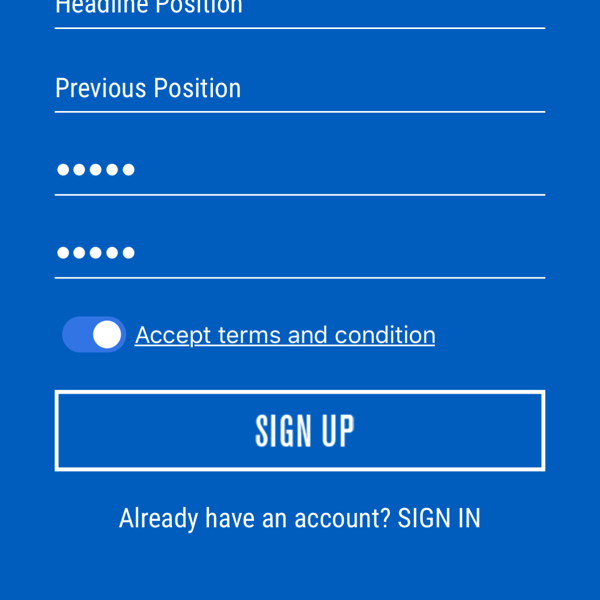 Headline Position
Previous Position
•••••
•••••
Accept terms and condition
SIGN UP
Already have an account? SIGN IN